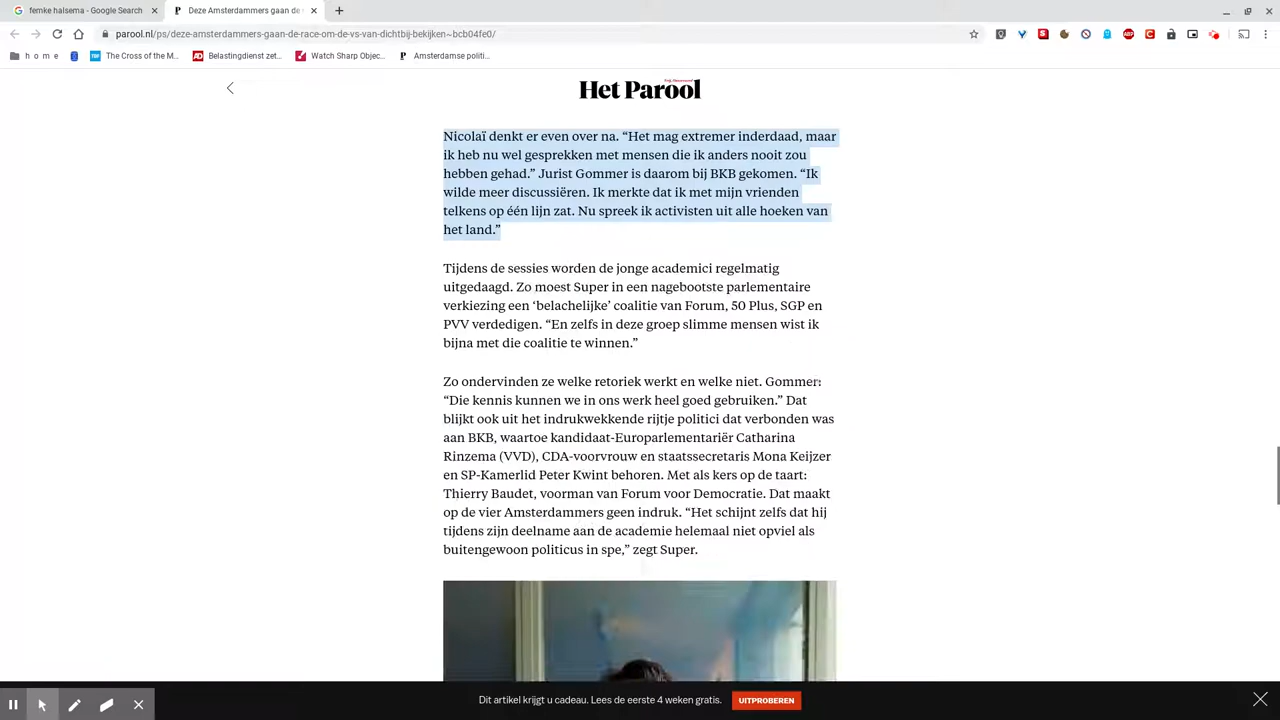 femke halsema - Google Search
Deze Amsterdammers gaan de
parool.nl/ps/deze-amsterdammers-gaan-de-race-om-de-vs-van-dichtbij-bekijken~bcb04fe0/
h o m e
The Cross of the M...
Belastingdienst zet...
Watch Sharp Objec...
Amsterdamse politi...
Het Parool
Nicolaï denkt er even over na. “Het mag extremer inderdaad, maar
ik heb nu wel gesprekken met mensen die ik anders nooit zou
hebben gehad.” Jurist Gommer is daarom bij BKB gekomen. “Ik
wilde meer discussiëren. Ik merkte dat ik met mijn vrienden
telkens op één lijn zat. Nu spreek ik activisten uit alle hoeken van
het land.”
Tijdens de sessies worden de jonge academici regelmatig
uitgedaagd. Zo moest Super in een nagebootste parlementaire
verkiezing een ‘belachelijke’ coalitie van Forum, 50 Plus, SGP en
PVV verdedigen. “En zelfs in deze groep slimme mensen wist ik
bijna met die coalitie te winnen.”
Zo ondervinden ze welke retoriek werkt en welke niet. Gommer:
“Die kennis kunnen we in ons werk heel goed gebruiken.” Dat
blijkt ook uit het indrukwekkende rijtje politici dat verbonden was
aan BKB, waartoe kandidaat-Europarlementariër Catharina
Rinzema (VVD), CDA-voorvrouw en staatssecretaris Mona Keijzer
en SP-Kamerlid Peter Kwint behoren. Met als kers op de taart:
Thierry Baudet, voorman van Forum voor Democratie. Dat maakt
op de vier Amsterdammers geen indruk. “Het schijnt zelfs dat hij
tijdens zijn deelname aan de academie helemaal niet opviel als
buitengewoon politicus in spe,” zegt Super.
Dit artikel krijgt u cadeau. Lees de eerste 4 weken gratis.
UITPROBEREN